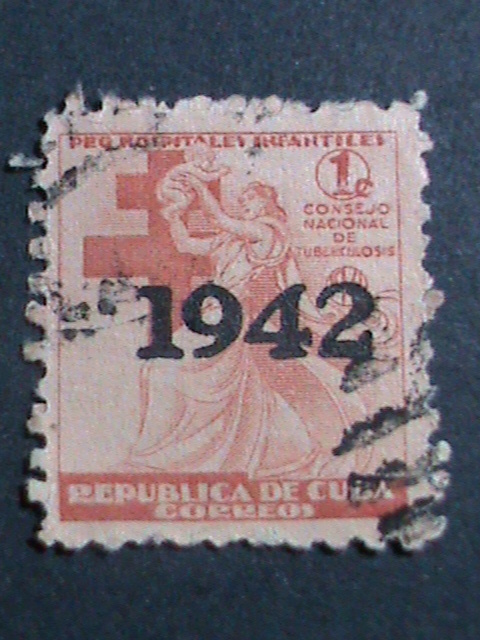 PRO HOSPITALES INFANTILES
1c
CONSEJO
NACIONAL
DE
TUBERCULOSIS
1942
REPUBLICA DE CUBA
CORREOS